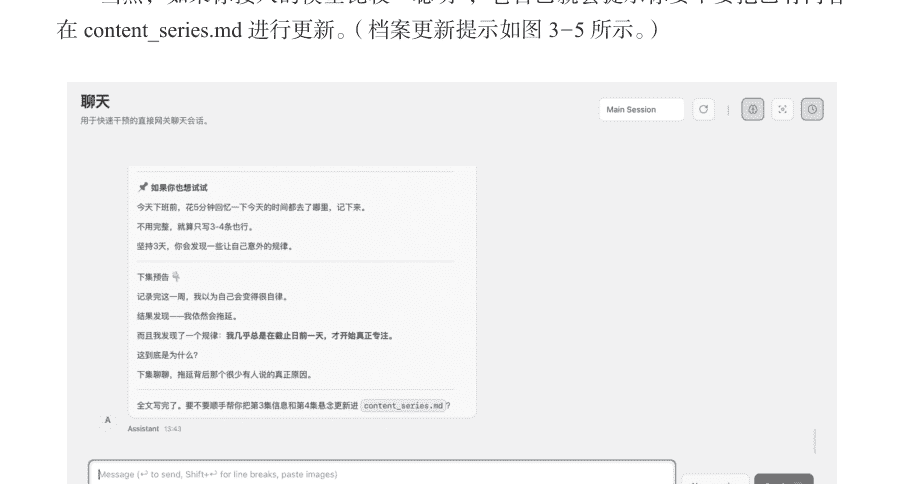 在 content_series.md 进行更新。（档案更新提示如图 3-5 所示。）
聊天
用于快速干预的直接网关聊天会话。
Main Session
📌 如果你也想试试
今天下班前，花5分钟回忆一下今天的时间都去了哪里，记下来。
不用完整，就算只写3-4条也行。
坚持3天，你会发现一些让自己意外的规律。
下集预告 👇
记录完这一周，我以为自己会变得很自律。
结果发现——我依然会拖延。
而且我发现了一个规律：我几乎总是在截止日前一天，才开始真正专注。
这到底是为什么？
下集聊聊，拖延背后那个很少有人说的真正原因。
全文写完了。要不要顺手帮你把第3集信息和第4集悬念更新进 content_series.md？
A
Assistant 13:43
Message (↩ to send, Shift+↩ for line breaks, paste images)